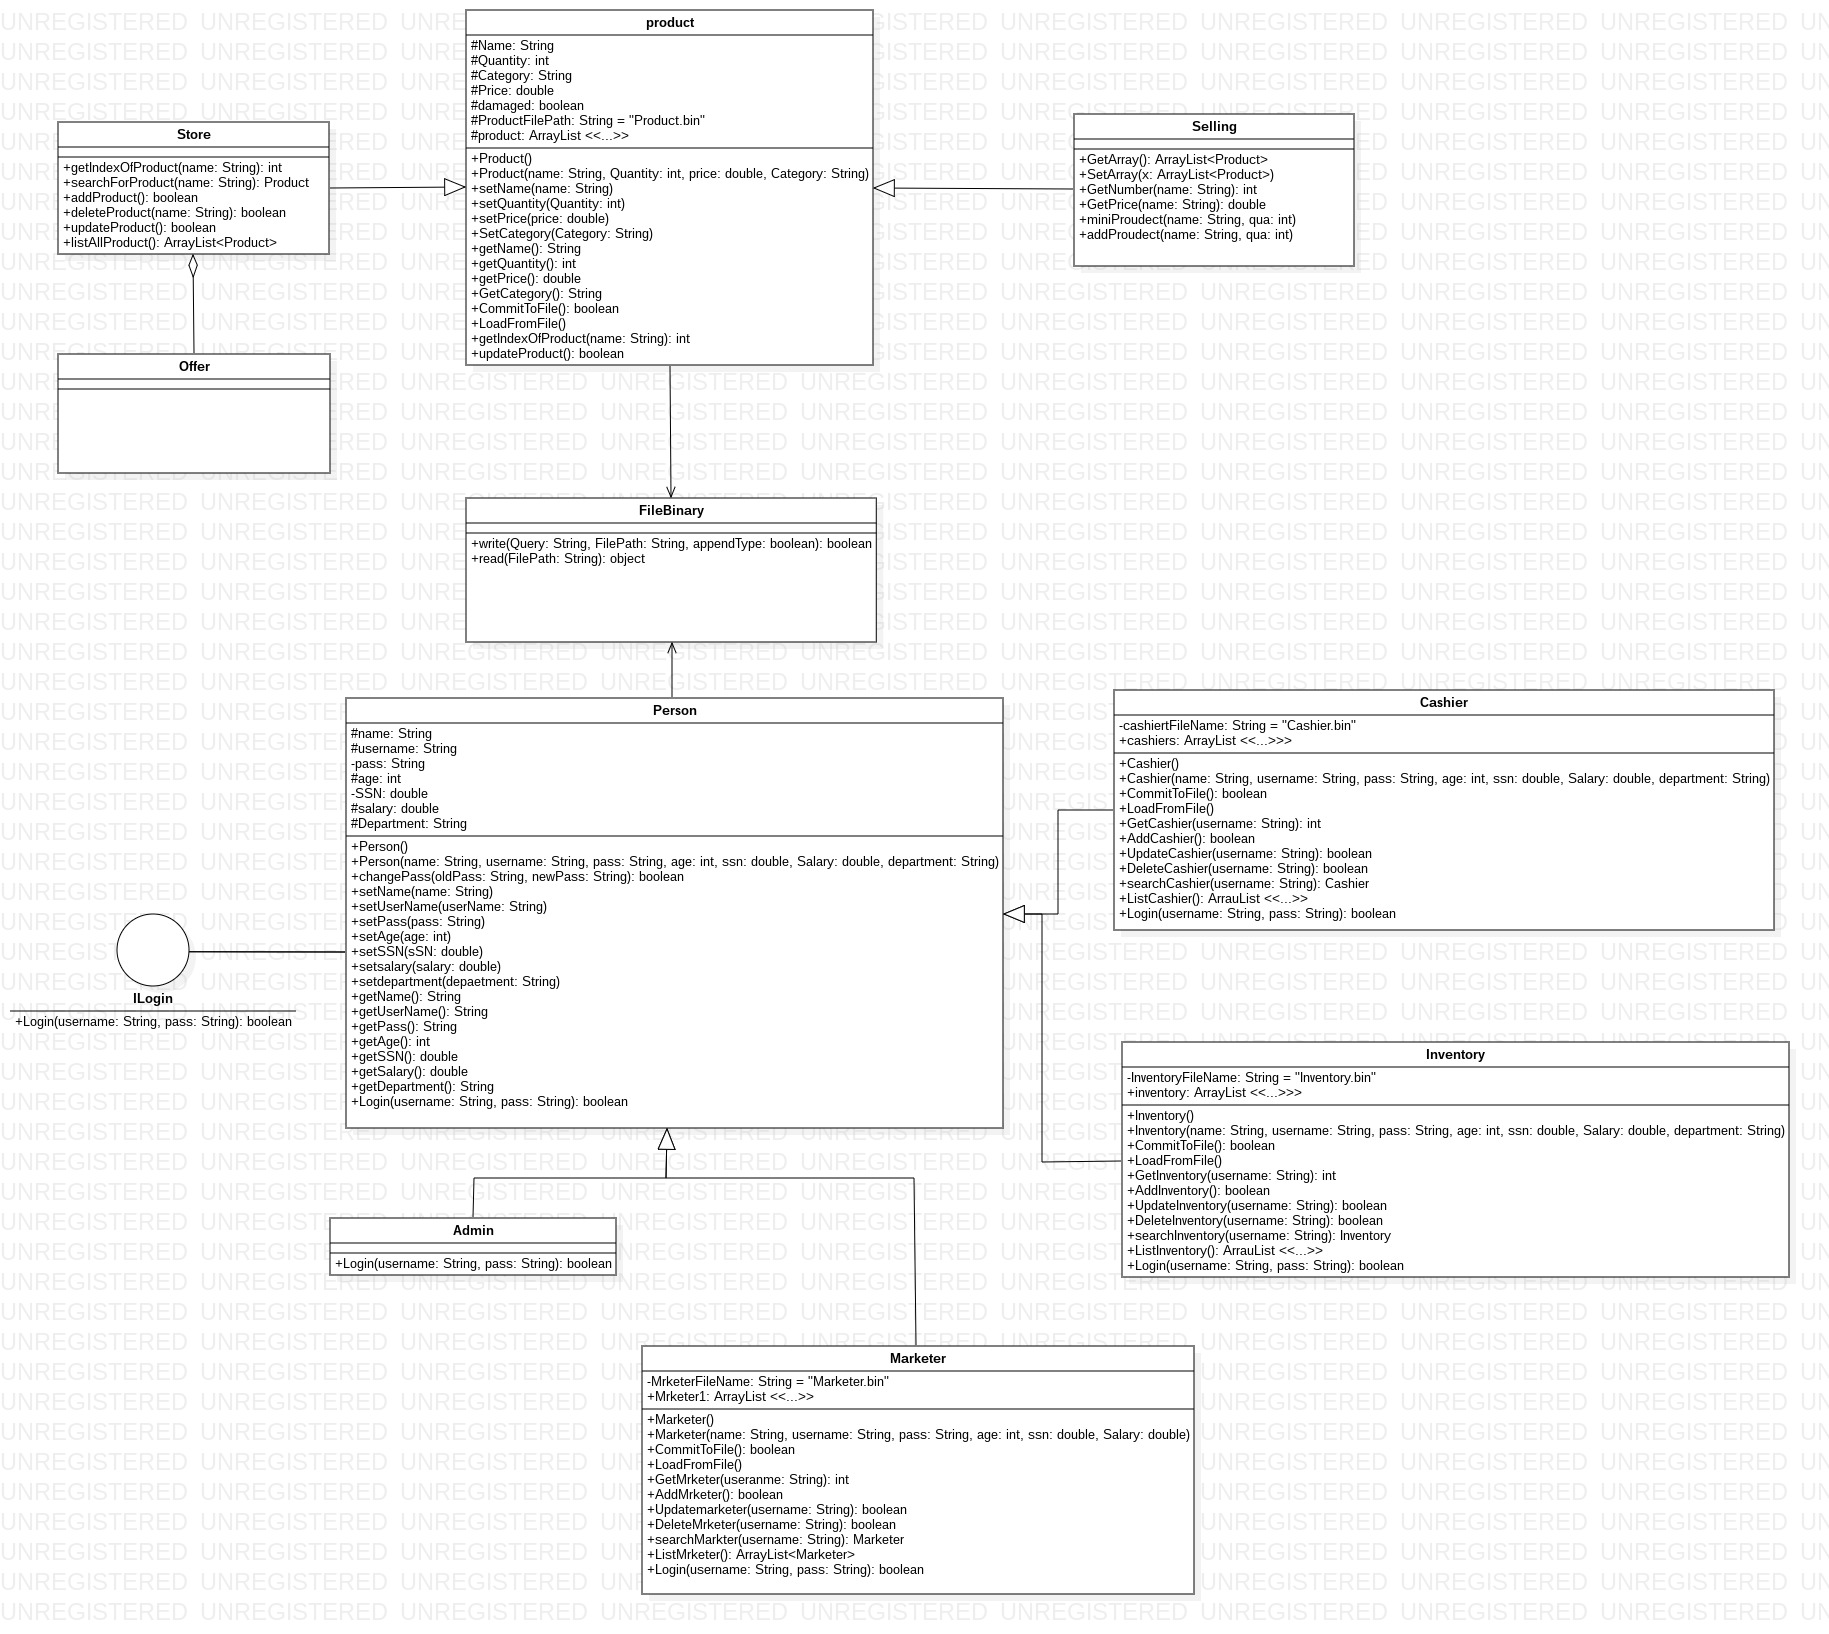 product
#Name: String
#Quantity: int
#Category: String
#Price: double
#damaged: boolean
#ProductFilePath: String = "Product.bin"
#product: ArrayList <<...>>
+Product()
+Product(name: String, Quantity: int, price: double, Category: String)
+setName(name: String)
+setQuantity(Quantity: int)
+setPrice(price: double)
+SetCategory(Category: String)
+getName(): String
+getQuantity(): int
+getPrice(): double
+GetCategory(): String
+CommitToFile(): boolean
+LoadFromFile()
+getIndexOfProduct(name: String): int
+updateProduct(): boolean
Store
+getIndexOfProduct(name: String): int
+searchForProduct(name: String): Product
+addProduct(): boolean
+deleteProduct(name: String): boolean
+updateProduct(): boolean
+listAllProduct(): ArrayList<Product>
Selling
+GetArray(): ArrayList<Product>
+SetArray(x: ArrayList<Product>)
+GetNumber(name: String): int
+GetPrice(name: String): double
+miniProudect(name: String, qua: int)
+addProudect(name: String, qua: int)
Offer
FileBinary
+write(Query: String, FilePath: String, appendType: boolean): boolean
+read(FilePath: String): object
Person
#name: String
#username: String
-pass: String
#age: int
-SSN: double
#salary: double
#Department: String
+Person()
+Person(name: String, username: String, pass: String, age: int, ssn: double, Salary: double, department: String)
+changePass(oldPass: String, newPass: String): boolean
+setName(name: String)
+setUserName(userName: String)
+setPass(pass: String)
+setAge(age: int)
+setSSN(sSN: double)
+setsalary(salary: double)
+setdepartment(depaetment: String)
+getName(): String
+getUserName(): String
+getPass(): String
+getAge(): int
+getSSN(): double
+getSalary(): double
+getDepartment(): String
+Login(username: String, pass: String): boolean
Cashier
-cashiertFileName: String = "Cashier.bin"
+cashiers: ArrayList <<...>>>
+Cashier()
+Cashier(name: String, username: String, pass: String, age: int, ssn: double, Salary: double, department: String)
+CommitToFile(): boolean
+LoadFromFile()
+GetCashier(username: String): int
+AddCashier(): boolean
+UpdateCashier(username: String): boolean
+DeleteCashier(username: String): boolean
+searchCashier(username: String): Cashier
+ListCashier(): ArrauList <<...>>
+Login(username: String, pass: String): boolean
ILogin
+Login(username: String, pass: String): boolean
Inventory
-InventoryFileName: String = "Inventory.bin"
+inventory: ArrayList <<...>>>
+Inventory()
+Inventory(name: String, username: String, pass: String, age: int, ssn: double, Salary: double, department: String)
+CommitToFile(): boolean
+LoadFromFile()
+GetInventory(username: String): int
+AddInventory(): boolean
+UpdateInventory(username: String): boolean
+DeleteInventory(username: String): boolean
+searchInventory(username: String): Inventory
+ListInventory(): ArrauList <<...>>
+Login(username: String, pass: String): boolean
Admin
+Login(username: String, pass: String): boolean
Marketer
-MrketerFileName: String = "Marketer.bin"
+Mrketer1: ArrayList <<...>>
+Marketer()
+Marketer(name: String, username: String, pass: String, age: int, ssn: double, Salary: double)
+CommitToFile(): boolean
+LoadFromFile()
+GetMrketer(useranme: String): int
+AddMrketer(): boolean
+Updatemarketer(username: String): boolean
+DeleteMrketer(username: String): boolean
+searchMarkter(username: String): Marketer
+ListMrketer(): ArrayList<Marketer>
+Login(username: String, pass: String): boolean
UNREGISTERED